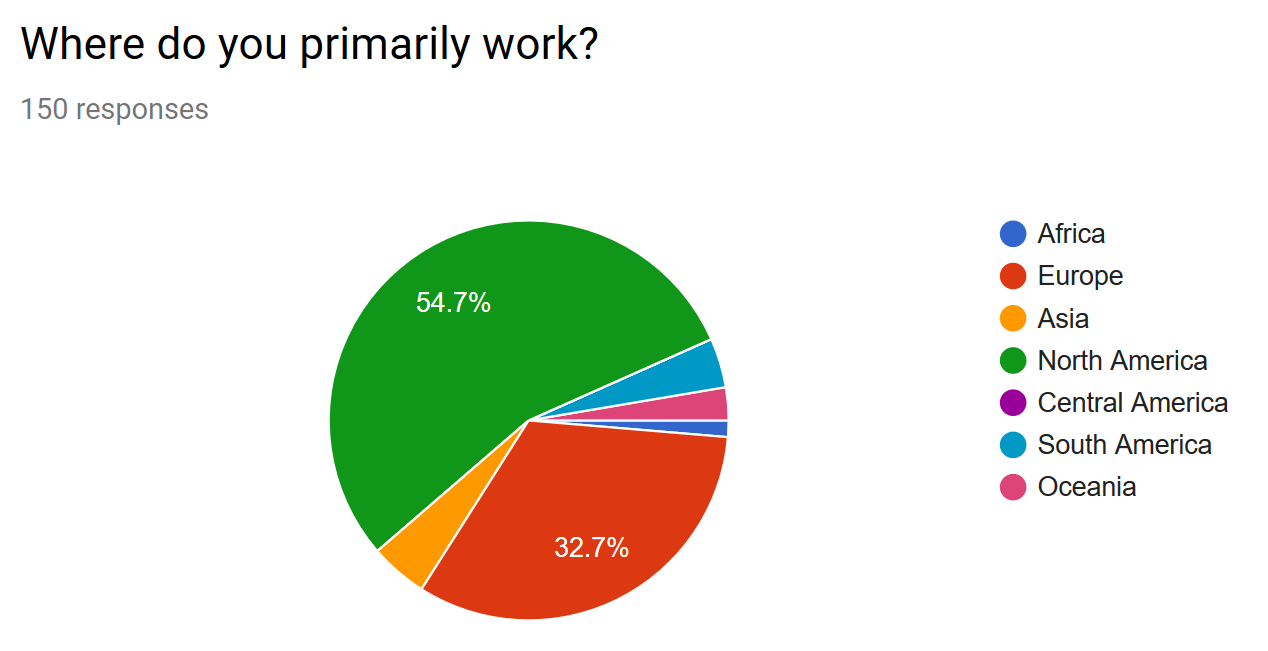 Where do you primarily work?
150 responses
54.7%
32.7%
Africa
Europe
Asia
North America
Central America
South America
Oceania